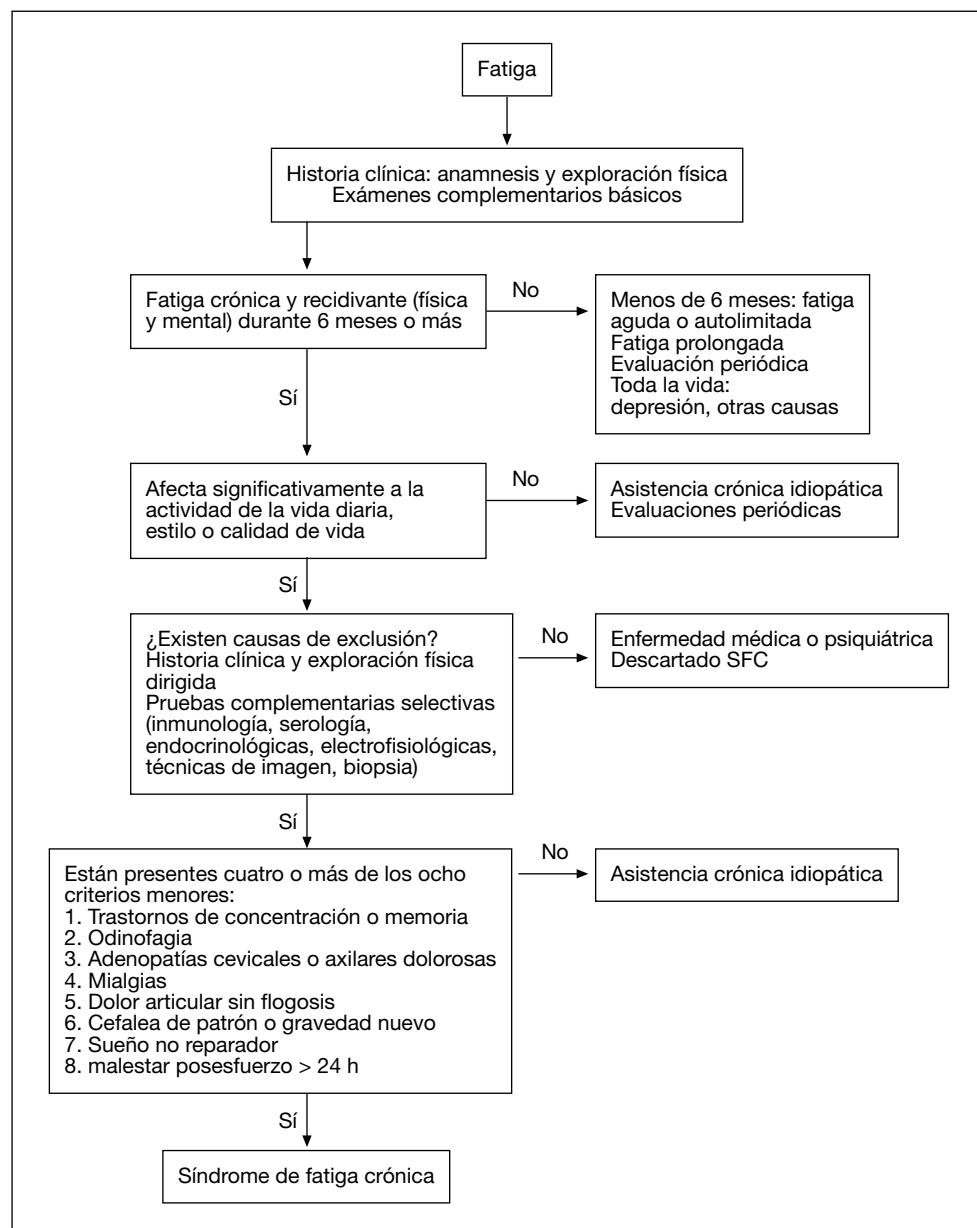 Fatiga
Historia clínica: anamnesis y exploración física
Exámenes complementarios básicos
Fatiga crónica y recidivante (física
y mental) durante 6 meses o más
No
Menos de 6 meses: fatiga
aguda o autolimitada
Fatiga prolongada
Evaluación periódica
Toda la vida:
depresión, otras causas
Sí
Afecta significativamente a la
actividad de la vida diaria,
estilo o calidad de vida
No
Asistencia crónica idiopática
Evaluaciones periódicas
Sí
¿Existen causas de exclusión?
Historia clínica y exploración física
dirigida
Pruebas complementarias selectivas
(inmunología, serología,
endocrinológicas, electrofisiológicas,
técnicas de imagen, biopsia)
No
Enfermedad médica o psiquiátrica
Descartado SFC
Sí
Están presentes cuatro o más de los ocho
criterios menores:
1. Trastornos de concentración o memoria
2. Odinofagia
3. Adenopatías cevicales o axilares dolorosas
4. Mialgias
5. Dolor articular sin flogosis
6. Cefalea de patrón o gravedad nuevo
7. Sueño no reparador
8. malestar posesfuerzo > 24 h
No
Asistencia crónica idiopática
Sí
Síndrome de fatiga crónica